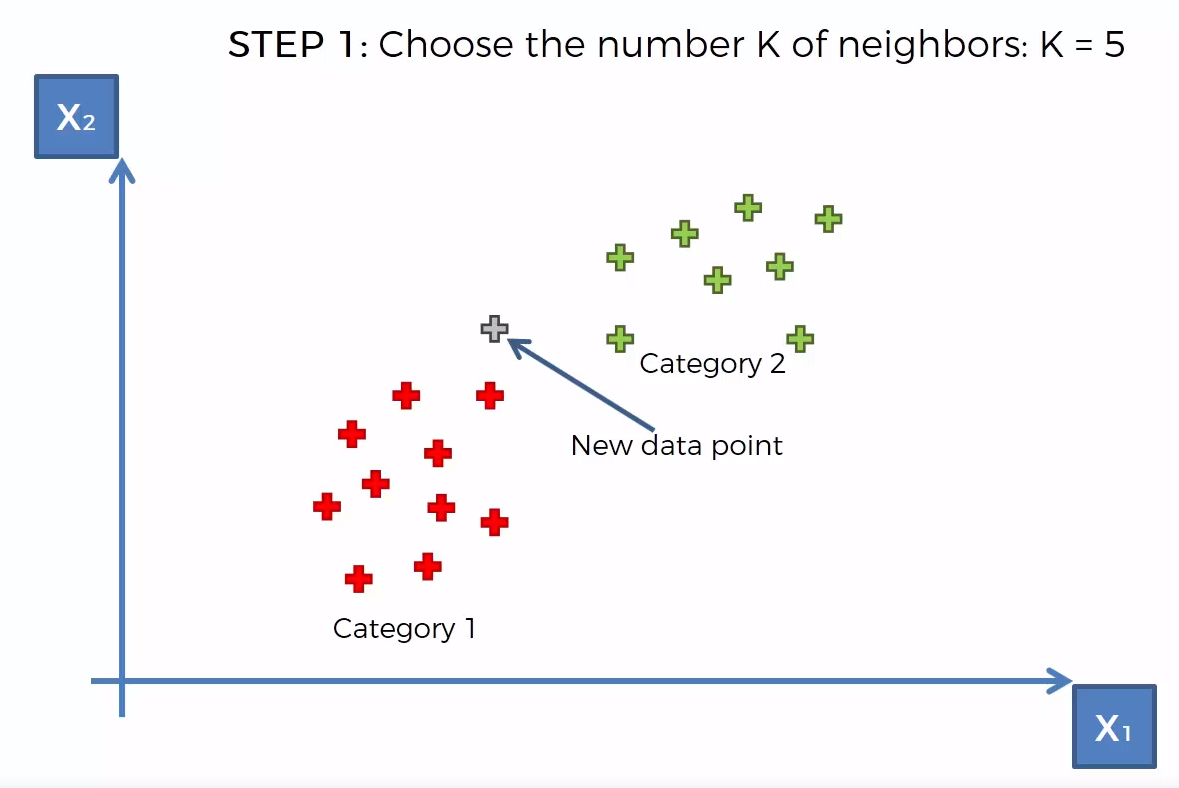 STEP 1: Choose the number K of neighbors: K = 5
X₂
Category 2
New data point
Category 1
X₁